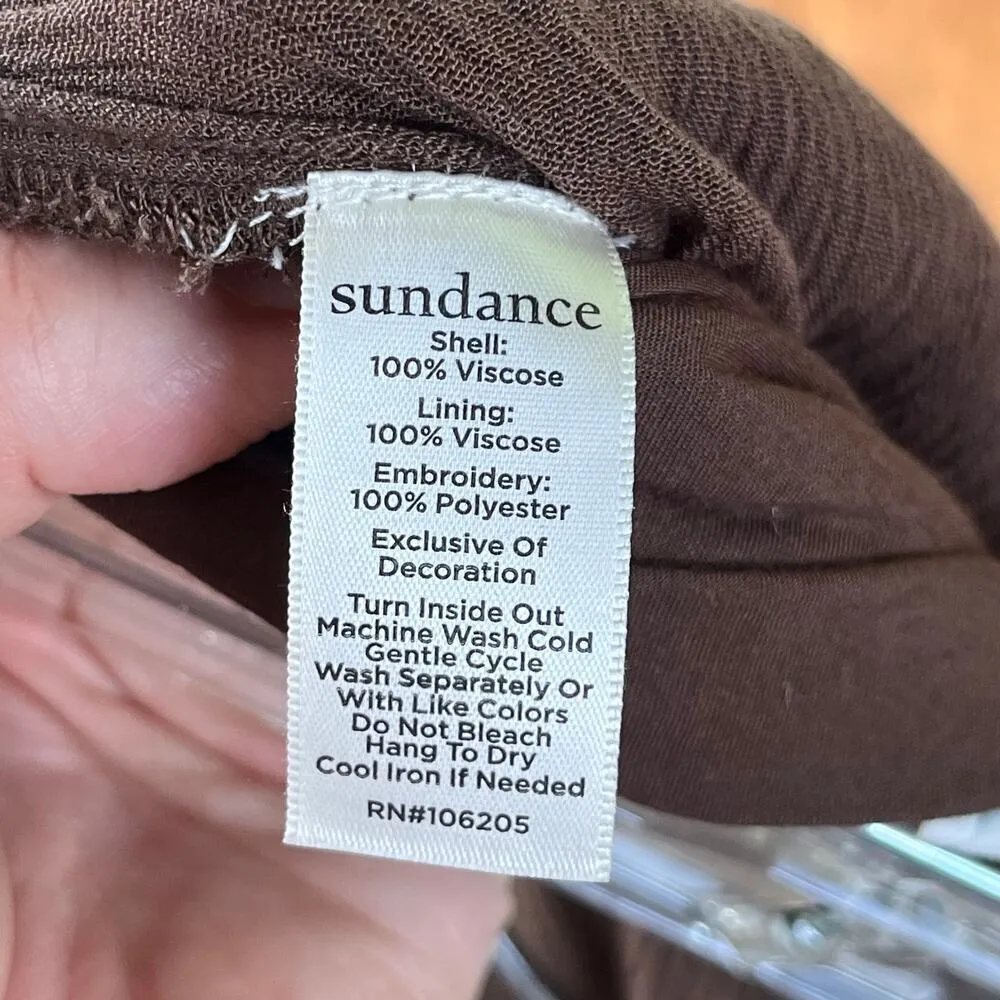 sundance
Shell:
100% Viscose
Lining:
100% Viscose
Embroidery:
100% Polyester
Exclusive Of
Decoration
Turn Inside Out
Machine Wash Cold
Gentle Cycle
Wash Separately Or
With Like Colors
Do Not Bleach
Hang To Dry
Cool Iron If Needed
RN#106205